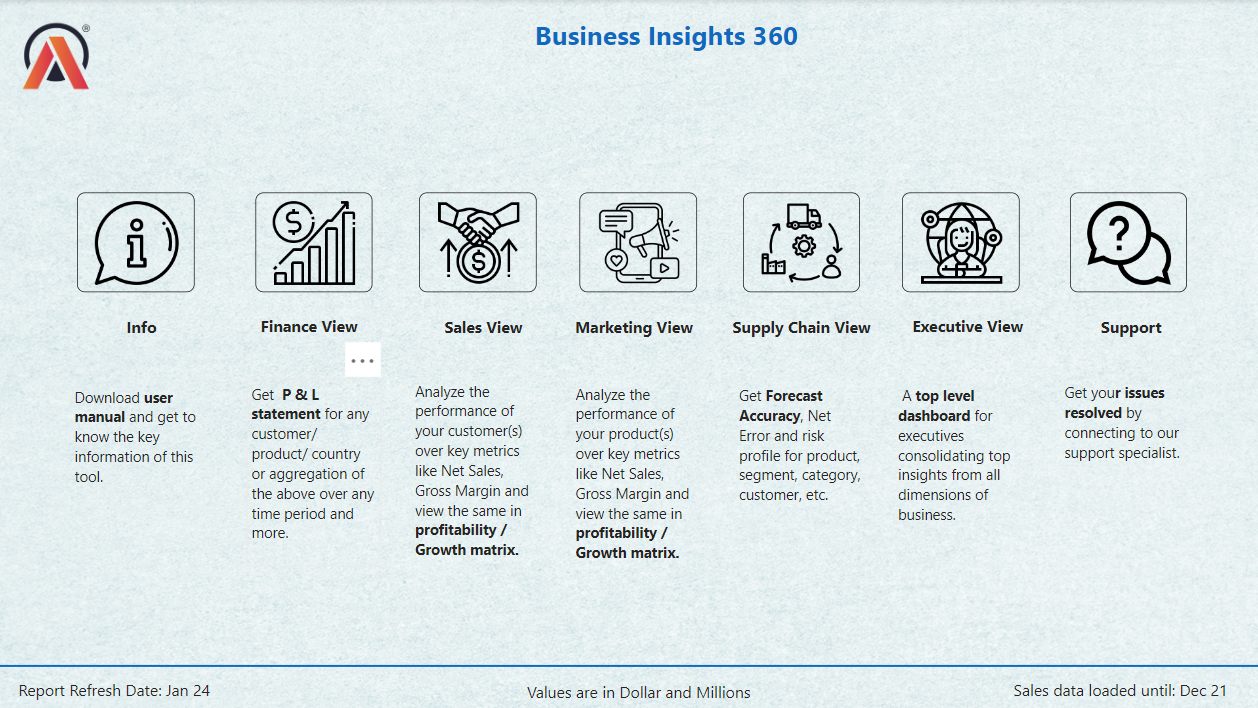 Business Insights 360
®
Info
Download user
manual and get to
know the key
information of this
tool.
Finance View
Get P & L
statement for any
customer/
product/ country
or aggregation of
the above over any
time period and
more.
Sales View
Analyze the
performance of
your customer(s)
over key metrics
like Net Sales,
Gross Margin and
view the same in
profitability /
Growth matrix.
Marketing View
Analyze the
performance of
your product(s)
over key metrics
like Net Sales,
Gross Margin and
view the same in
profitability /
Growth matrix.
Supply Chain View
Get Forecast
Accuracy, Net
Error and risk
profile for product,
segment, category,
customer, etc.
Executive View
A top level
dashboard for
executives
consolidating top
insights from all
dimensions of
business.
Support
Get your issues
resolved by
connecting to our
support specialist.
Report Refresh Date: Jan 24
Values are in Dollar and Millions
Sales data loaded until: Dec 21